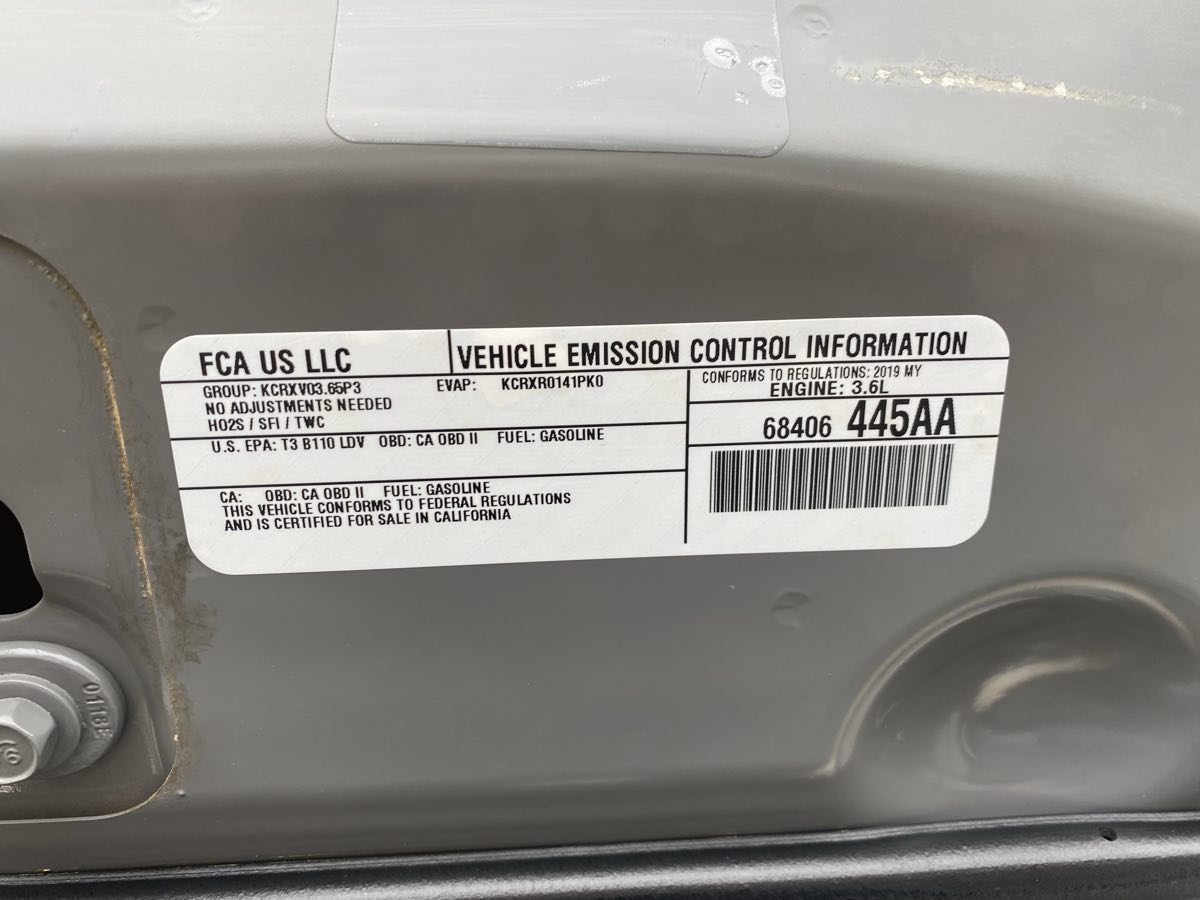 FCA US LLC
VEHICLE EMISSION CONTROL INFORMATION
GROUP: KCRXV03.65P3 EVAP: KCRXR0141PK0
NO ADJUSTMENTS NEEDED
HO2S / SFI / TWC
CONFORMS TO REGULATIONS: 2019 MY
ENGINE: 3.6L
68406 445AA
U.S. EPA: T3 B110 LDV OBD: CA OBD II FUEL: GASOLINE
CA: OBD: CA OBD II FUEL: GASOLINE
THIS VEHICLE CONFORMS TO FEDERAL REGULATIONS
AND IS CERTIFIED FOR SALE IN CALIFORNIA